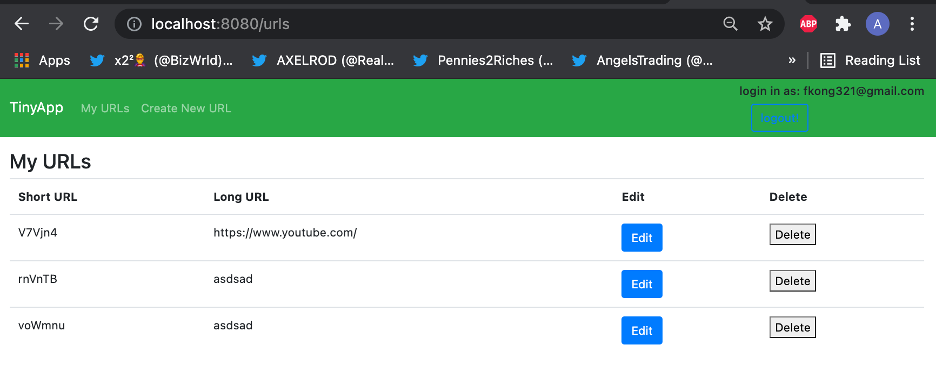 localhost:8080/urls
ABP
A
Apps x2² (@BizWrld)... AXELROD (@Real... Pennies2Riches (... AngelsTrading (@... » Reading List
login in as: fkong321@gmail.com
TinyApp My URLs Create New URL
logout!
My URLs
Short URL Long URL Edit Delete
V7Vjn4 https://www.youtube.com/ Edit Delete
rnVnTB asdsad Edit Delete
voWmnu asdsad Edit Delete